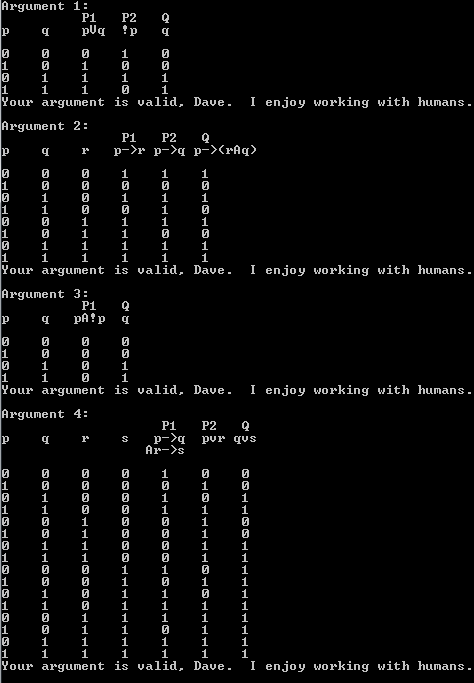 Argument 1:
P1 P2 Q
p q pVq !p q
0 0 0 1 0
1 0 1 0 0
0 1 1 1 1
1 1 1 0 1
Your argument is valid, Dave.  I enjoy working with humans.
Argument 2:
P1 P2 Q
p q r p->r p->q p->(rAq)
0 0 0 1 1 1
1 0 0 0 0 0
0 1 0 1 1 1
1 1 0 0 1 0
0 0 1 1 1 1
1 0 1 1 0 0
0 1 1 1 1 1
1 1 1 1 1 1
Your argument is valid, Dave.  I enjoy working with humans.
Argument 3:
P1 Q
p q pA!p q
0 0 0 0
1 0 0 0
0 1 0 1
1 1 0 1
Your argument is valid, Dave.  I enjoy working with humans.
Argument 4:
P1 P2 Q
p q r s p->q pvr qvs
Ar->s
0 0 0 0 1 0 0
1 0 0 0 0 1 0
0 1 0 0 1 0 1
1 1 0 0 1 1 1
0 0 1 0 0 1 0
1 0 1 0 0 1 0
0 1 1 0 0 1 1
1 1 1 0 0 1 1
0 0 0 1 1 0 1
1 0 0 1 0 1 1
0 1 0 1 1 0 1
1 1 0 1 1 1 1
0 0 1 1 1 1 1
1 0 1 1 0 1 1
0 1 1 1 1 1 1
1 1 1 1 1 1 1
Your argument is valid, Dave.  I enjoy working with humans.